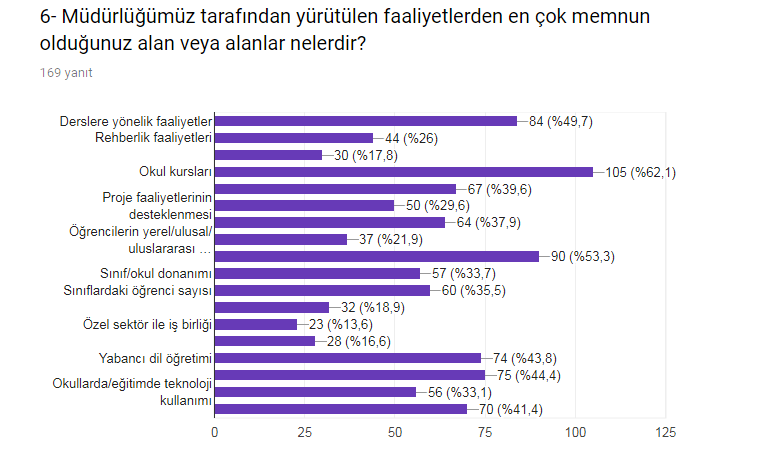 6- Müdürlüğümüz tarafından yürütülen faaliyetlerden en çok memnun
olduğunuz alan veya alanlar nelerdir?
169 yanıt
Derslere yönelik faaliyetler
84 (%49,7)
Rehberlik faaliyetleri
44 (%26)
30 (%17,8)
Okul kursları
105 (%62,1)
67 (%39,6)
Proje faaliyetlerinin
desteklenmesi
50 (%29,6)
64 (%37,9)
Öğrencilerin yerel/ulusal/
uluslararası …
37 (%21,9)
90 (%53,3)
Sınıf/okul donanımı
57 (%33,7)
Sınıflardaki öğrenci sayısı
60 (%35,5)
32 (%18,9)
Özel sektör ile iş birliği
23 (%13,6)
28 (%16,6)
Yabancı dil öğretimi
74 (%43,8)
75 (%44,4)
Okullarda/eğitimde teknoloji
kullanımı
56 (%33,1)
70 (%41,4)
0 25 50 75 100 125